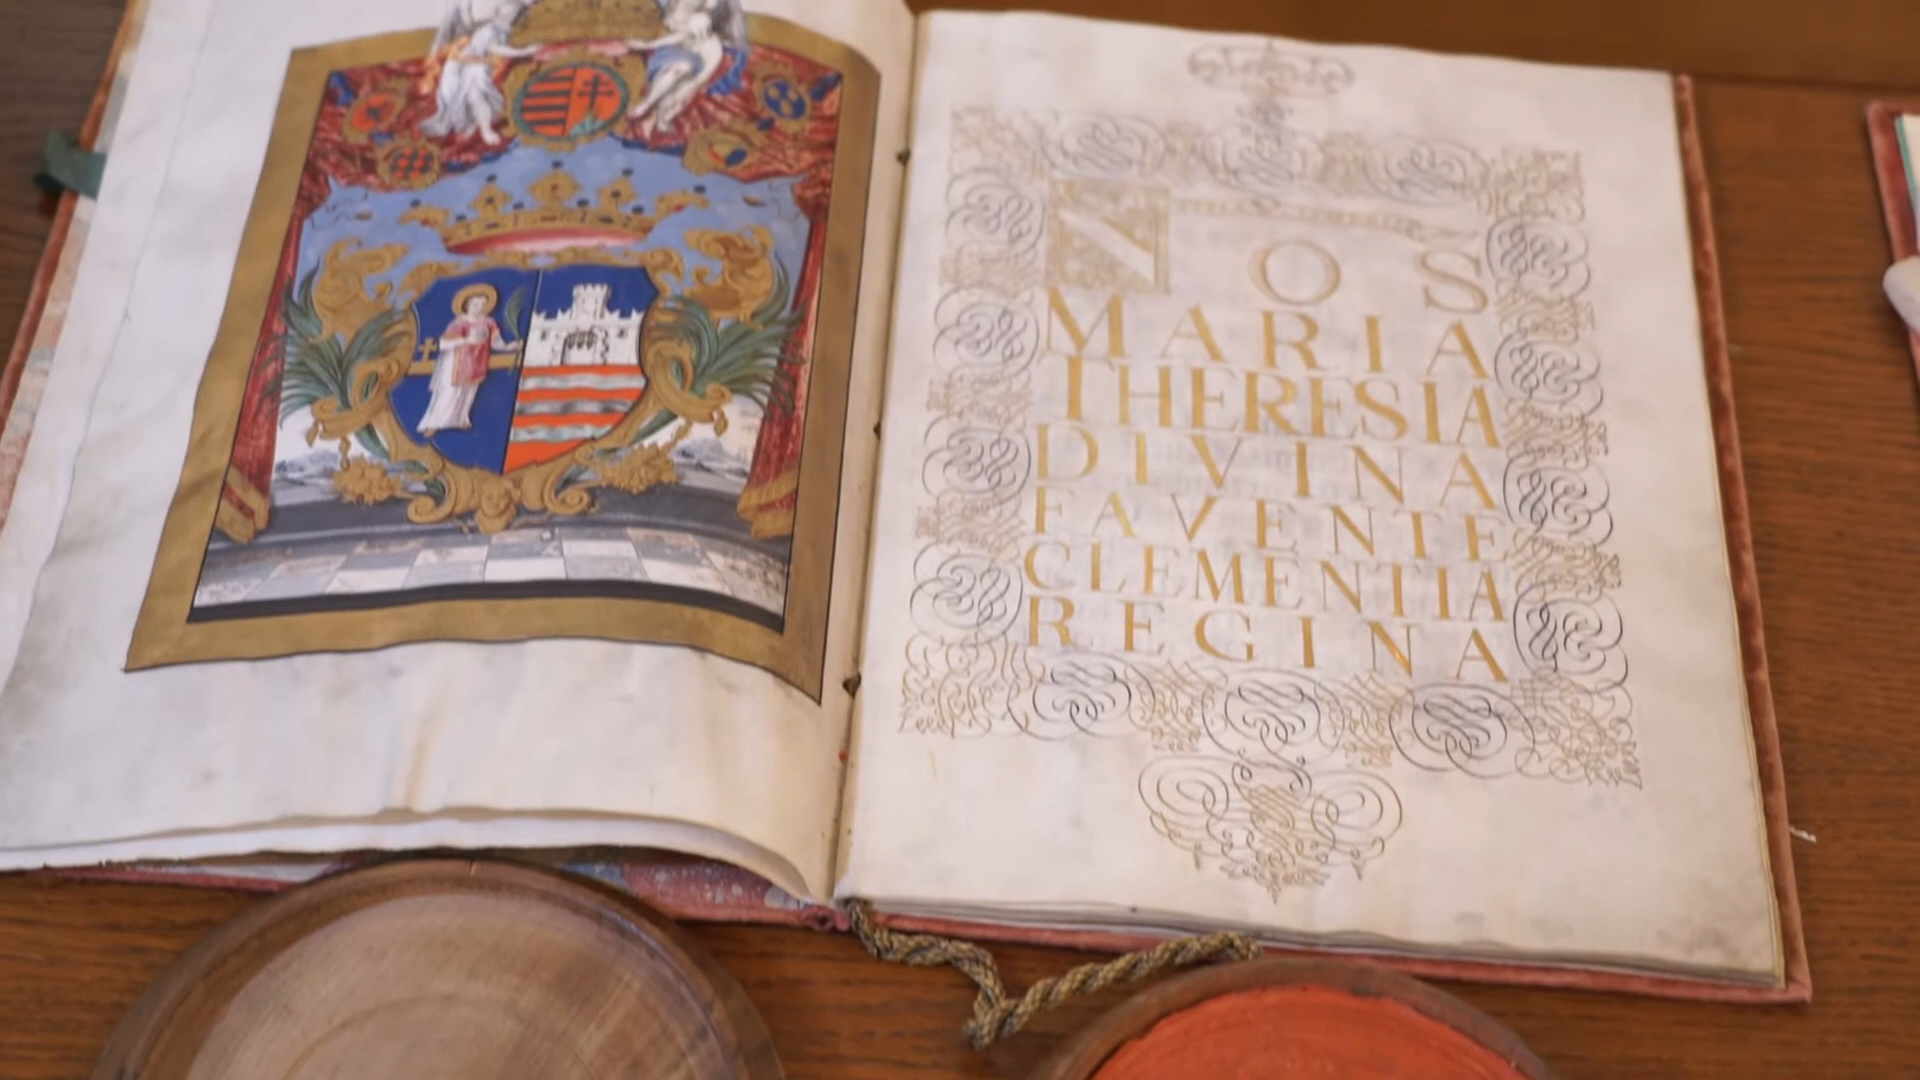 NOS
MARIA
THERESIA
DIVINA
FAVENTE
CLEMENTIA
REGINA